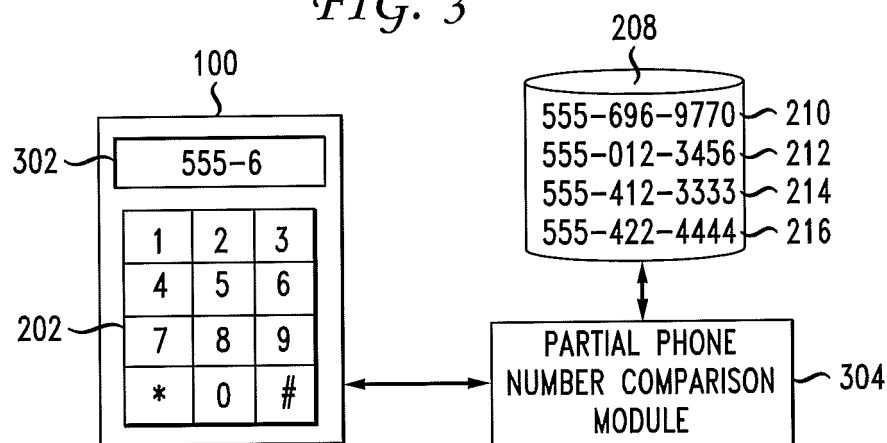 FIG. 3
208
100
555-696-9770 210
302 555-6 555-012-3456 212
555-412-3333 214
1 2 3 555-422-4444 216
4 5 6
202 7 8 9 PARTIAL PHONE
* 0 # NUMBER COMPARISON 304
MODULE